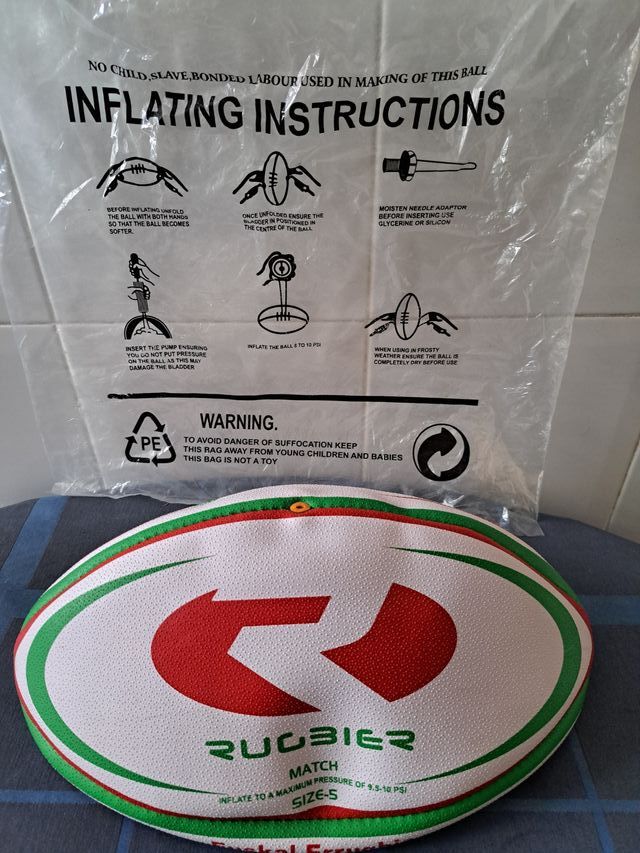 NO CHILD,SLAVE,BONDED LABOUR USED IN MAKING OF THIS BALL
INFLATING INSTRUCTIONS
BEFORE INFLATING UNFOLD
THE BALL WITH BOTH HANDS
SO THAT THE BALL BECOMES
SOFTER.
ONCE UNFOLDED ENSURE THE
BLADDER IN POSITIONED IN
THE CENTRE OF THE BALL
MOISTEN NEEDLE ADAPTOR
BEFORE INSERTING USE
GLYCERINE OR SILICON
INSERT THE PUMP ENSURING
YOU GO NOT PUT PRESSURE
ON THE BALL AS THIS MAY
DAMAGE THE BLADDER
INFLATE THE BALL TO 10 PSI
WHEN USING IN FROSTY
WEATHER ENSURE THE BALL IS
COMPLETELY DRY BEFORE USE
PE
WARNING.
TO AVOID DANGER OF SUFFOCATION KEEP
THIS RAG AWAY FROM YOUNG CHILDREN AND BABIES
THIS BAG IS NOT A TOY
RUGBIER
MATCH
INFLATE TO A MAXIMUM PRESSURE OF 9.5-10 PSI
SIZE-5